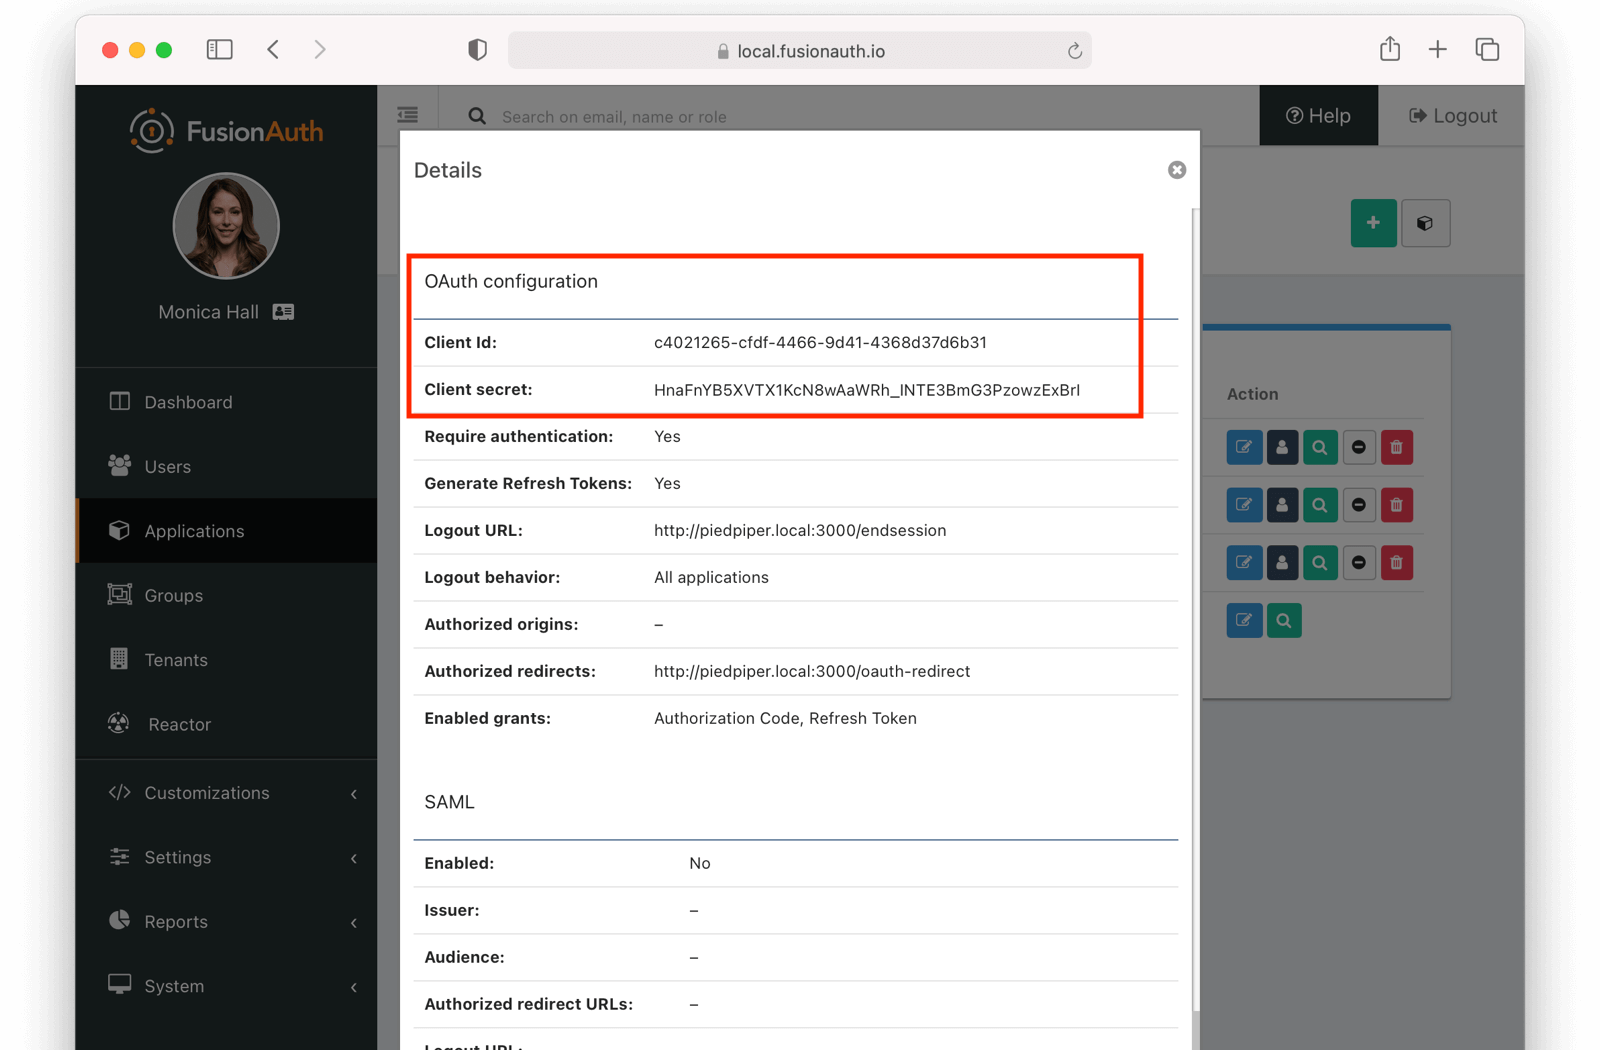 local.fusionauth.io
FusionAuth
Search on email, name or role
Help
Logout
Monica Hall
Dashboard
Users
Applications
Groups
Tenants
Reactor
Customizations
Settings
Reports
System
Details
OAuth configuration
Client Id: c4021265-cfdf-4466-9d41-4368d37d6b31
Client secret: HnaFnYB5XVTX1KcN8wAaWRh_lNTE3BmG3PzowzExBrI
Require authentication: Yes
Generate Refresh Tokens: Yes
Logout URL: http://piedpiper.local:3000/endsession
Logout behavior: All applications
Authorized origins: –
Authorized redirects: http://piedpiper.local:3000/oauth-redirect
Enabled grants: Authorization Code, Refresh Token
SAML
Enabled: No
Issuer: –
Audience: –
Authorized redirect URLs: –
Logout URL:
Action